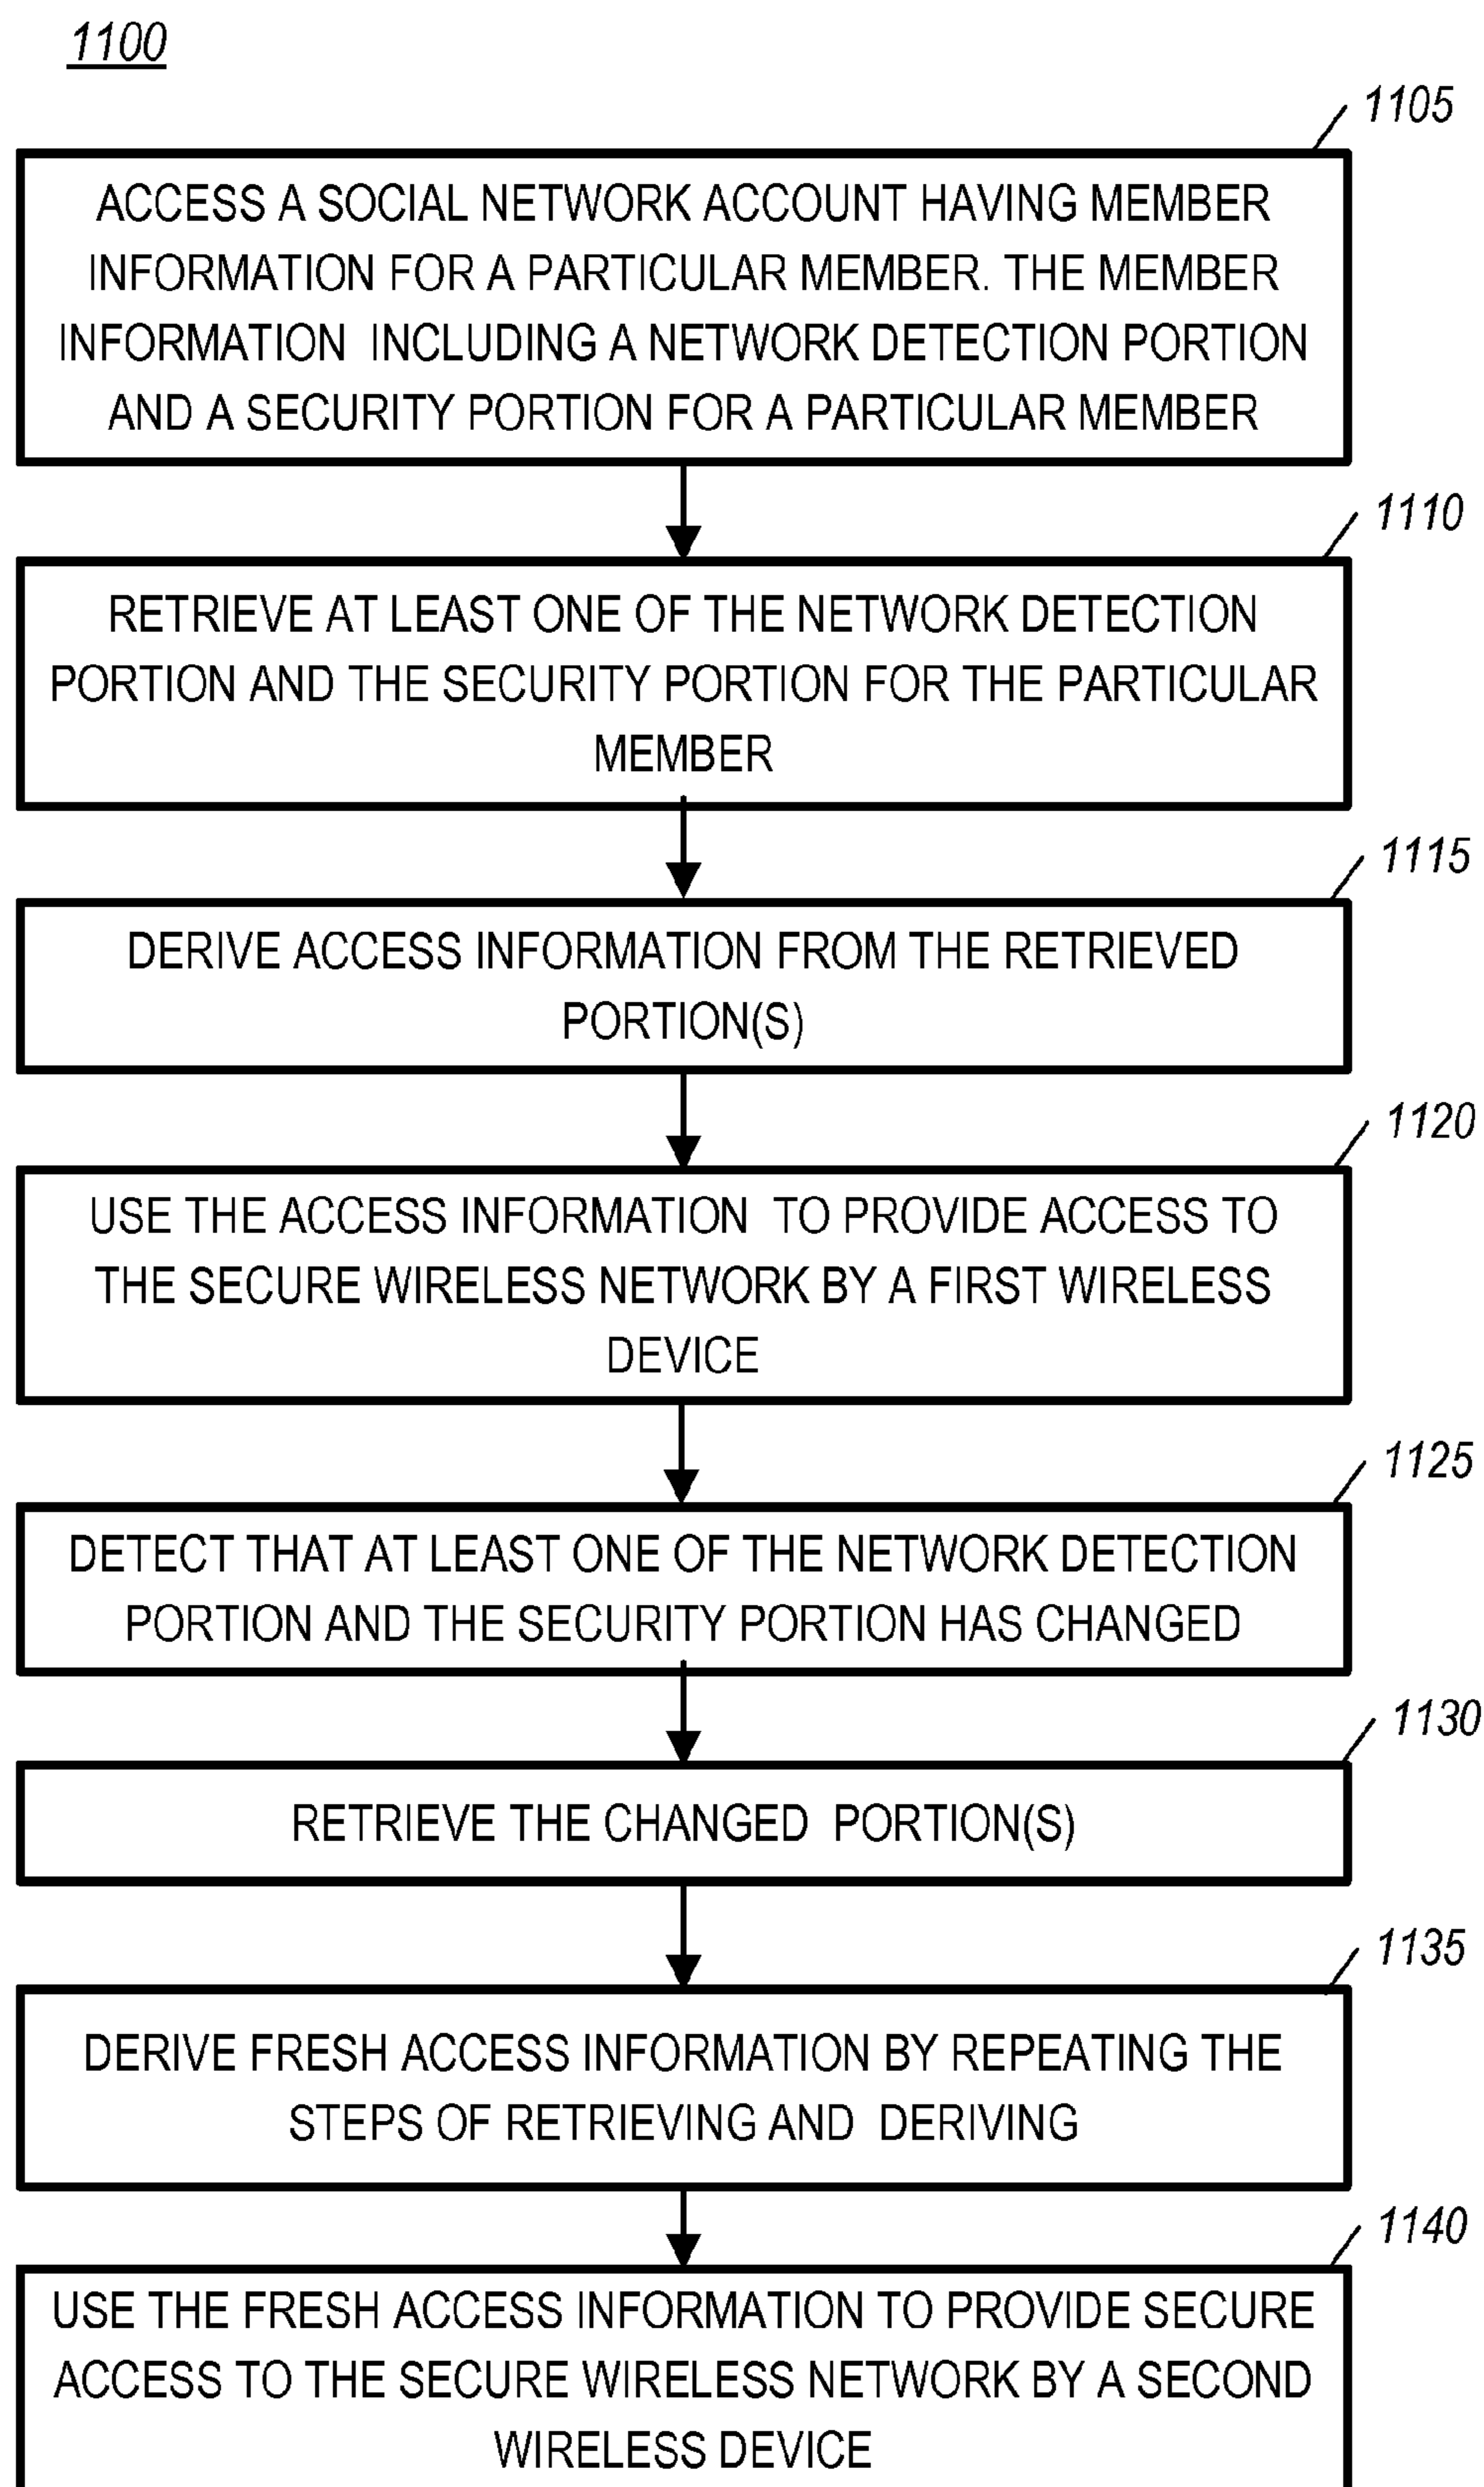 1100
1105
ACCESS A SOCIAL NETWORK ACCOUNT HAVING MEMBER
INFORMATION FOR A PARTICULAR MEMBER. THE MEMBER
INFORMATION INCLUDING A NETWORK DETECTION PORTION
AND A SECURITY PORTION FOR A PARTICULAR MEMBER
1110
RETRIEVE AT LEAST ONE OF THE NETWORK DETECTION
PORTION AND THE SECURITY PORTION FOR THE PARTICULAR
MEMBER
1115
DERIVE ACCESS INFORMATION FROM THE RETRIEVED
PORTION(S)
1120
USE THE ACCESS INFORMATION TO PROVIDE ACCESS TO
THE SECURE WIRELESS NETWORK BY A FIRST WIRELESS
DEVICE
1125
DETECT THAT AT LEAST ONE OF THE NETWORK DETECTION
PORTION AND THE SECURITY PORTION HAS CHANGED
1130
RETRIEVE THE CHANGED PORTION(S)
1135
DERIVE FRESH ACCESS INFORMATION BY REPEATING THE
STEPS OF RETRIEVING AND DERIVING
1140
USE THE FRESH ACCESS INFORMATION TO PROVIDE SECURE
ACCESS TO THE SECURE WIRELESS NETWORK BY A SECOND
WIRELESS DEVICE